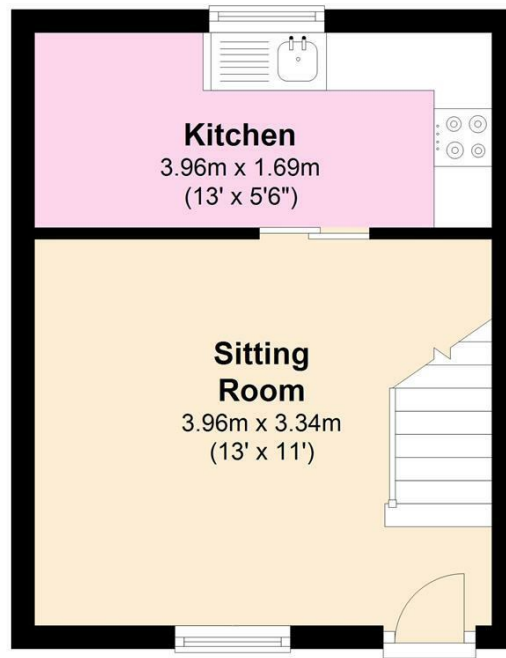 Kitchen
3.96m x 1.69m
(13' x 5'6")
Sitting
Room
3.96m x 3.34m
(13' x 11')